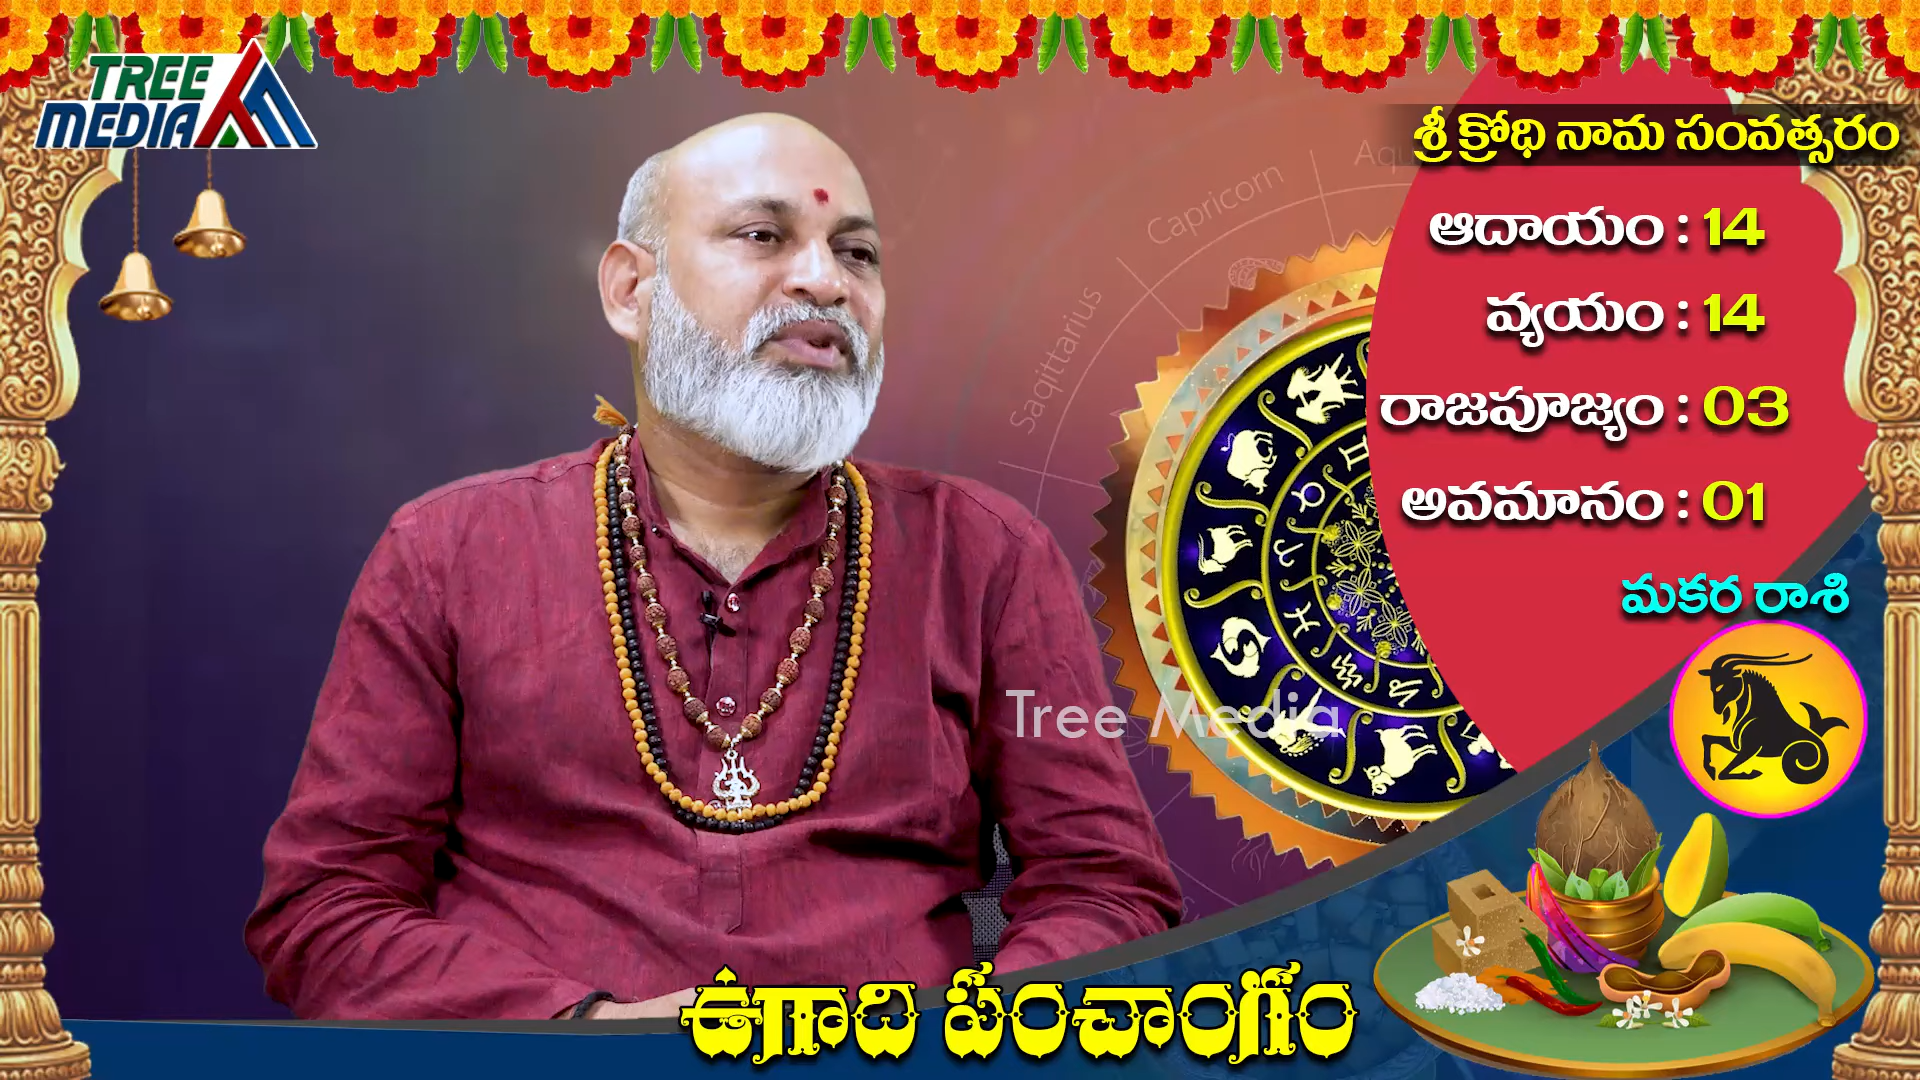 TREE
MEDIA
శ్రీ క్రోధి నామ సంవత్సరం
ఆదాయం : 14
వ్యయం : 14
రాజపూజ్యం : 03
అవమానం : 01
మకర రాశి
Capricorn
Sagittarius
Tree Media
ఉగాది పంచాంగం